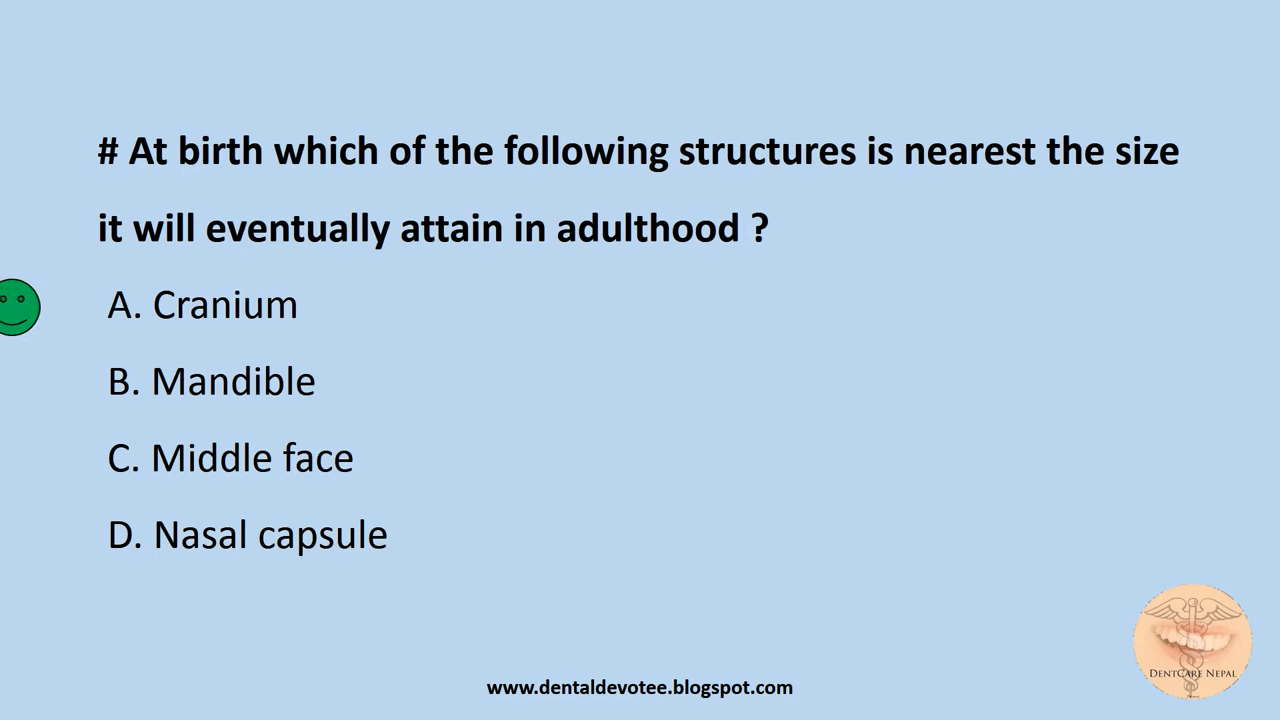 # At birth which of the following structures is nearest the size
it will eventually attain in adulthood ?
A. Cranium
B. Mandible
C. Middle face
D. Nasal capsule
DENTCARE NEPAL
www.dentaldevotee.blogspot.com